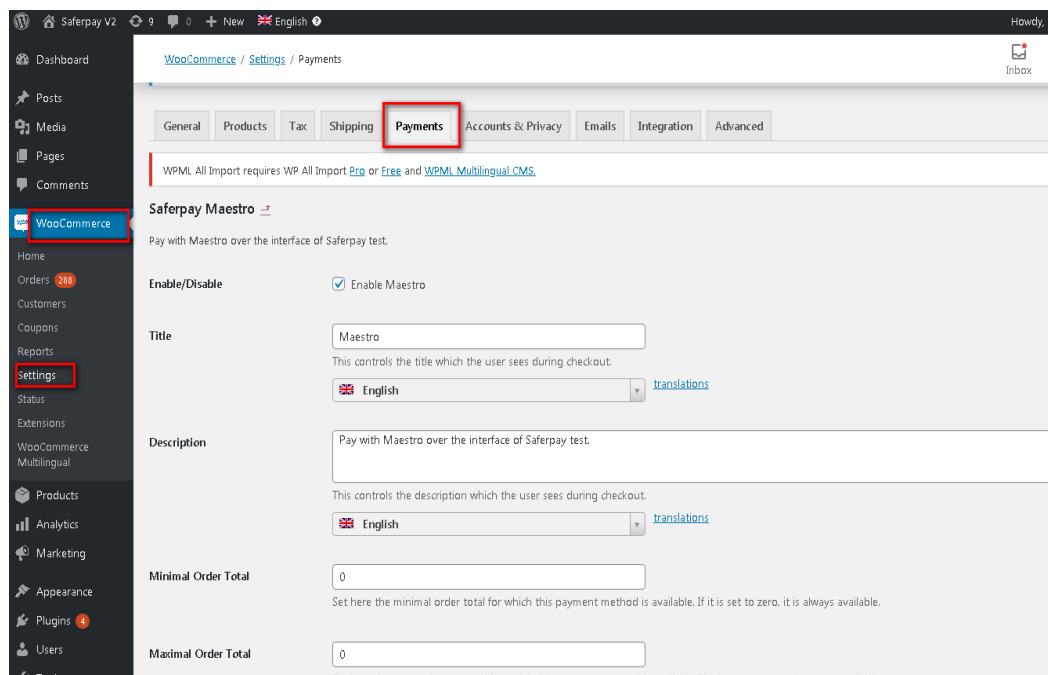 Saferpay V2 9 0 New English Howdy,
Dashboard
Posts
Media
Pages
Comments
WooCommerce
Home
Orders 288
Customers
Coupons
Reports
Settings
Status
Extensions
WooCommerce
Multilingual
Products
Analytics
Marketing
Appearance
Plugins 4
Users
WooCommerce / Settings / Payments
Inbox
General Products Tax Shipping Payments Accounts & Privacy Emails Integration Advanced
WPML All Import requires WP All Import Pro or Free and WPML Multilingual CMS.
Saferpay Maestro
Pay with Maestro over the interface of Saferpay test.
Enable/Disable Enable Maestro
Title Maestro
This controls the title which the user sees during checkout.
English translations
Description Pay with Maestro over the interface of Saferpay test.
This controls the description which the user sees during checkout.
English translations
Minimal Order Total 0
Set here the minimal order total for which this payment method is available. If it is set to zero, it is always available.
Maximal Order Total 0